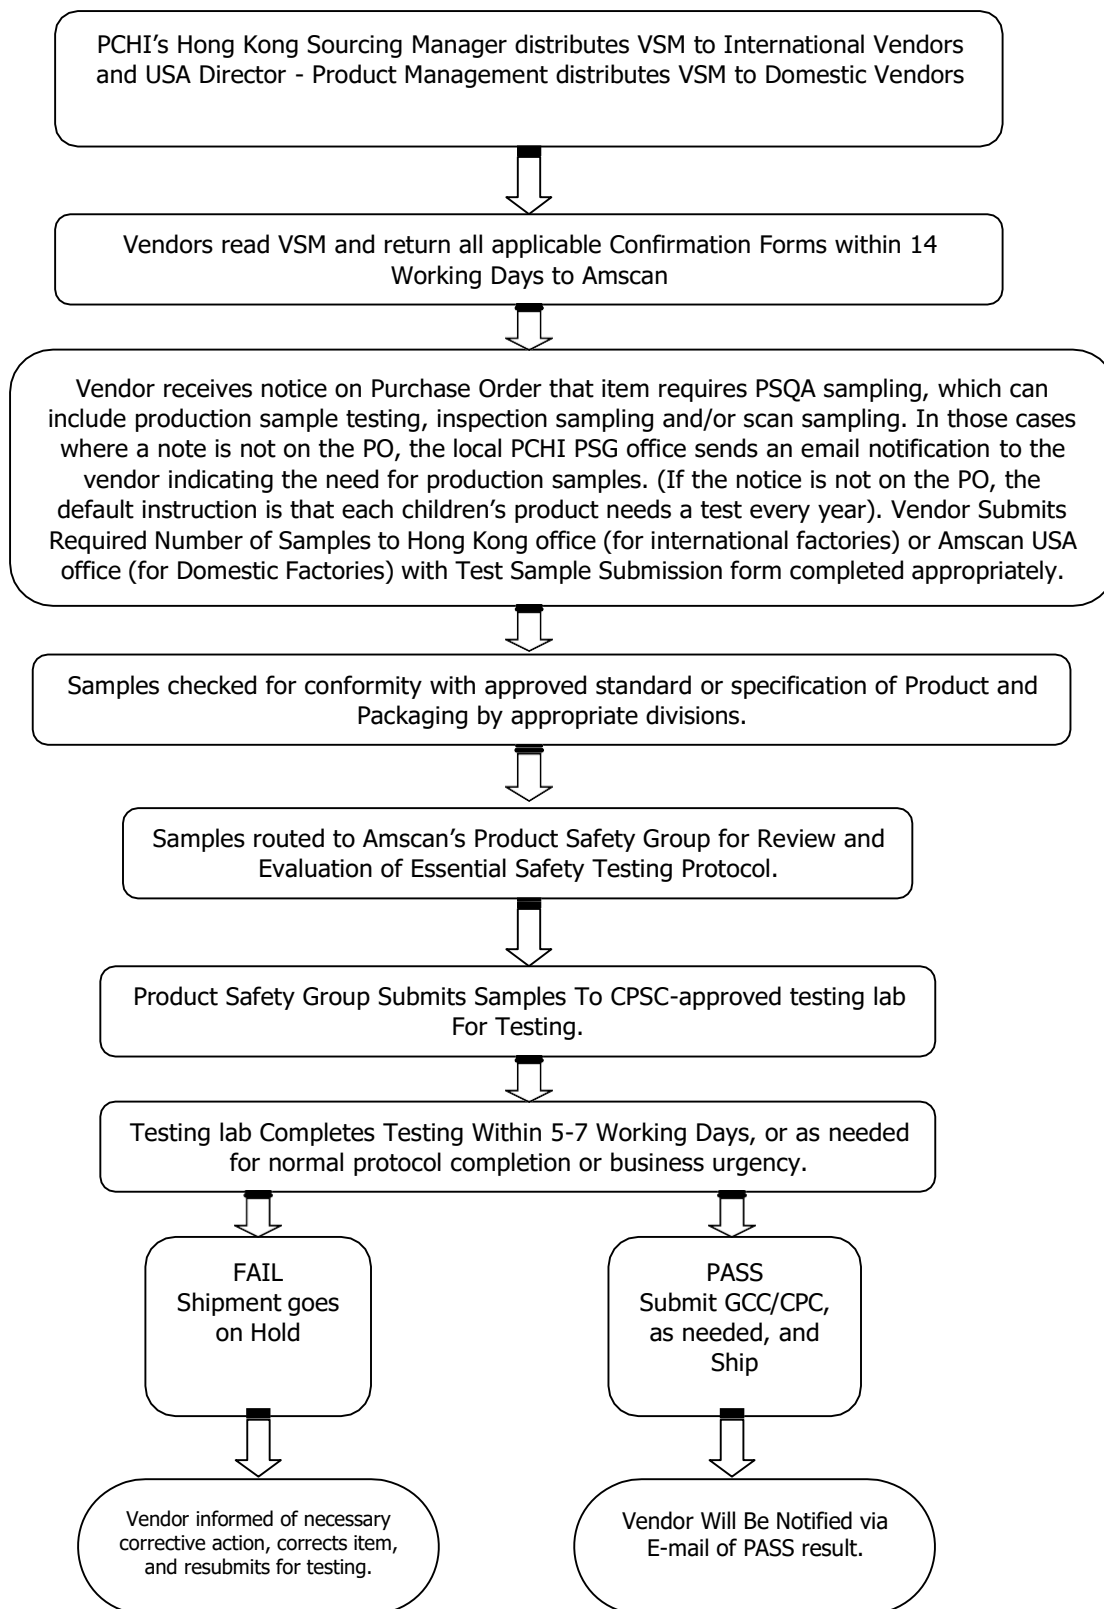 PCHI's Hong Kong Sourcing Manager distributes VSM to International Vendors
and USA Director - Product Management distributes VSM to Domestic Vendors
Vendors read VSM and return all applicable Confirmation Forms within 14
Working Days to Amscan
Vendor receives notice on Purchase Order that item requires PSQA sampling, which can
include production sample testing, inspection sampling and/or scan sampling. In those cases
where a note is not on the PO, the local PCHI PSG office sends an email notification to the
vendor indicating the need for production samples. (If the notice is not on the PO, the
default instruction is that each children's product needs a test every year). Vendor Submits
Required Number of Samples to Hong Kong office (for international factories) or Amscan USA
office (for Domestic Factories) with Test Sample Submission form completed appropriately.
Samples checked for conformity with approved standard or specification of Product and
Packaging by appropriate divisions.
Samples routed to Amscan's Product Safety Group for Review and
Evaluation of Essential Safety Testing Protocol.
Product Safety Group Submits Samples To CPSC-approved testing lab
For Testing.
Testing lab Completes Testing Within 5-7 Working Days, or as needed
for normal protocol completion or business urgency.
FAIL
Shipment goes
on Hold
PASS
Submit GCC/CPC,
as needed, and
Ship
Vendor informed of necessary
corrective action, corrects item,
and resubmits for testing.
Vendor Will Be Notified via
E-mail of PASS result.